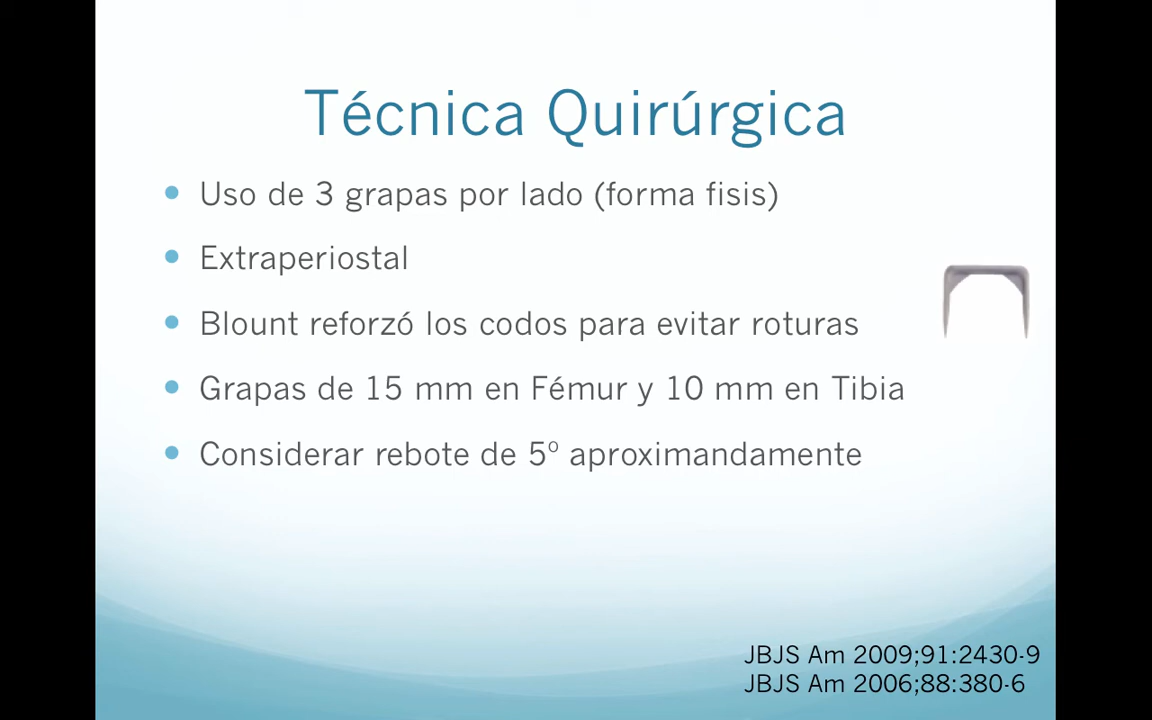 Técnica Quirúrgica
• Uso de 3 grapas por lado (forma fisis)
• Extraperiostal
• Blount reforzó los codos para evitar roturas
• Grapas de 15 mm en Fémur y 10 mm en Tibia
• Considerar rebote de 5º aproximandamente
JBJS Am 2009;91:2430-9
JBJS Am 2006;88:380-6